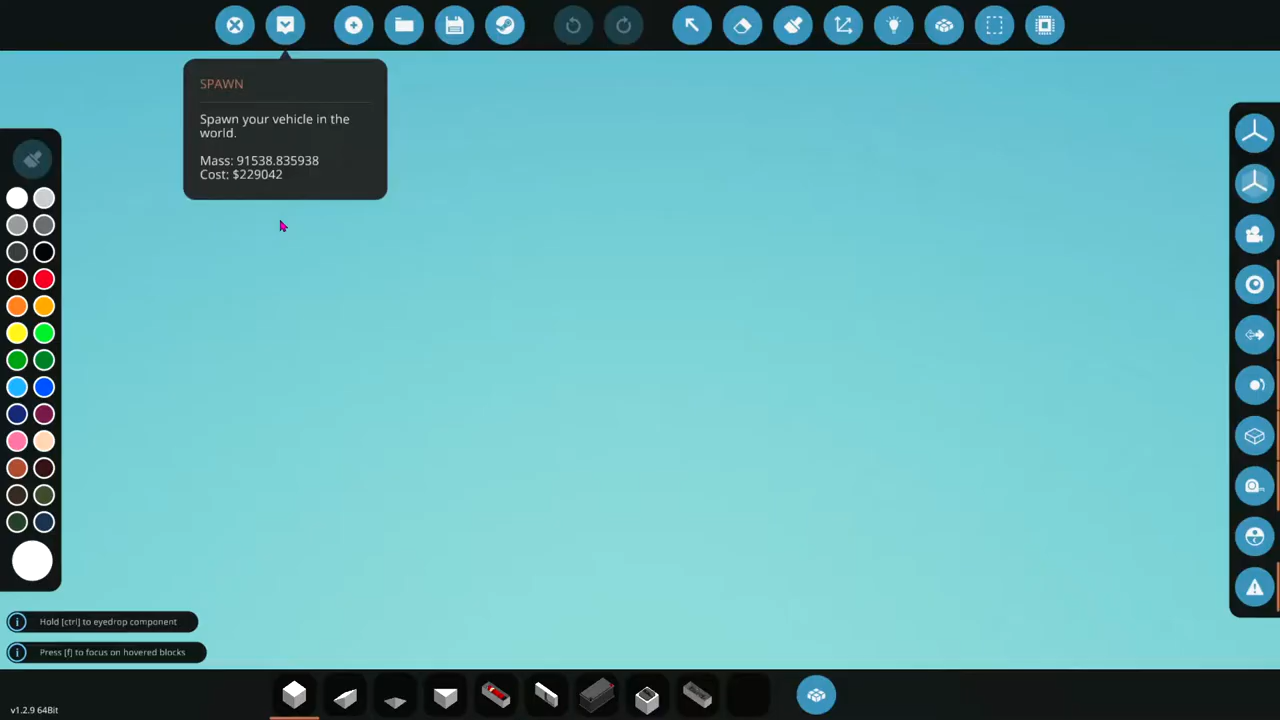 SPAWN
Spawn your vehicle in the
world.
Mass: 91538.835938
Cost: $229042
Hold [ctrl] to eyedrop component
Press [f] to focus on hovered blocks
v1.2.9 64Bit